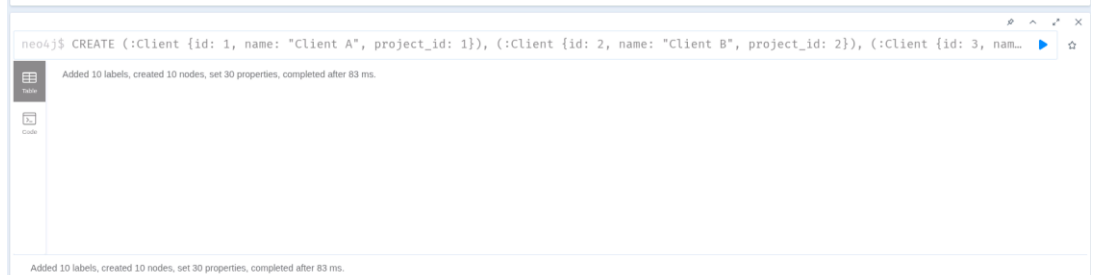 neo4j$ CREATE (:Client {id: 1, name: "Client A", project_id: 1}), (:Client {id: 2, name: "Client B", project_id: 2}), (:Client {id: 3, nam…
Added 10 labels, created 10 nodes, set 30 properties, completed after 83 ms.
Table
Code
Added 10 labels, created 10 nodes, set 30 properties, completed after 83 ms.